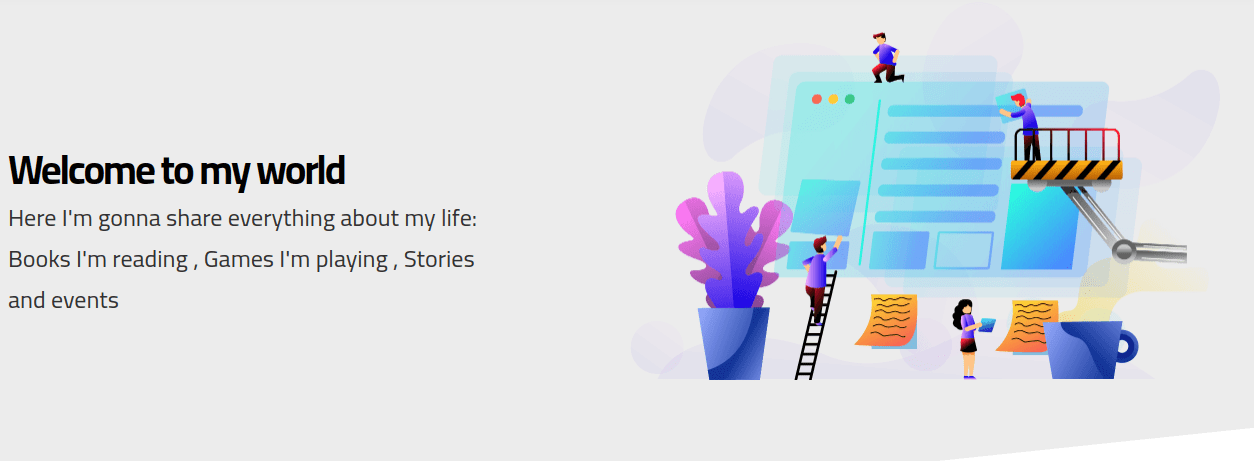 Welcome to my world
Here I'm gonna share everything about my life:
Books I'm reading , Games I'm playing , Stories
and events